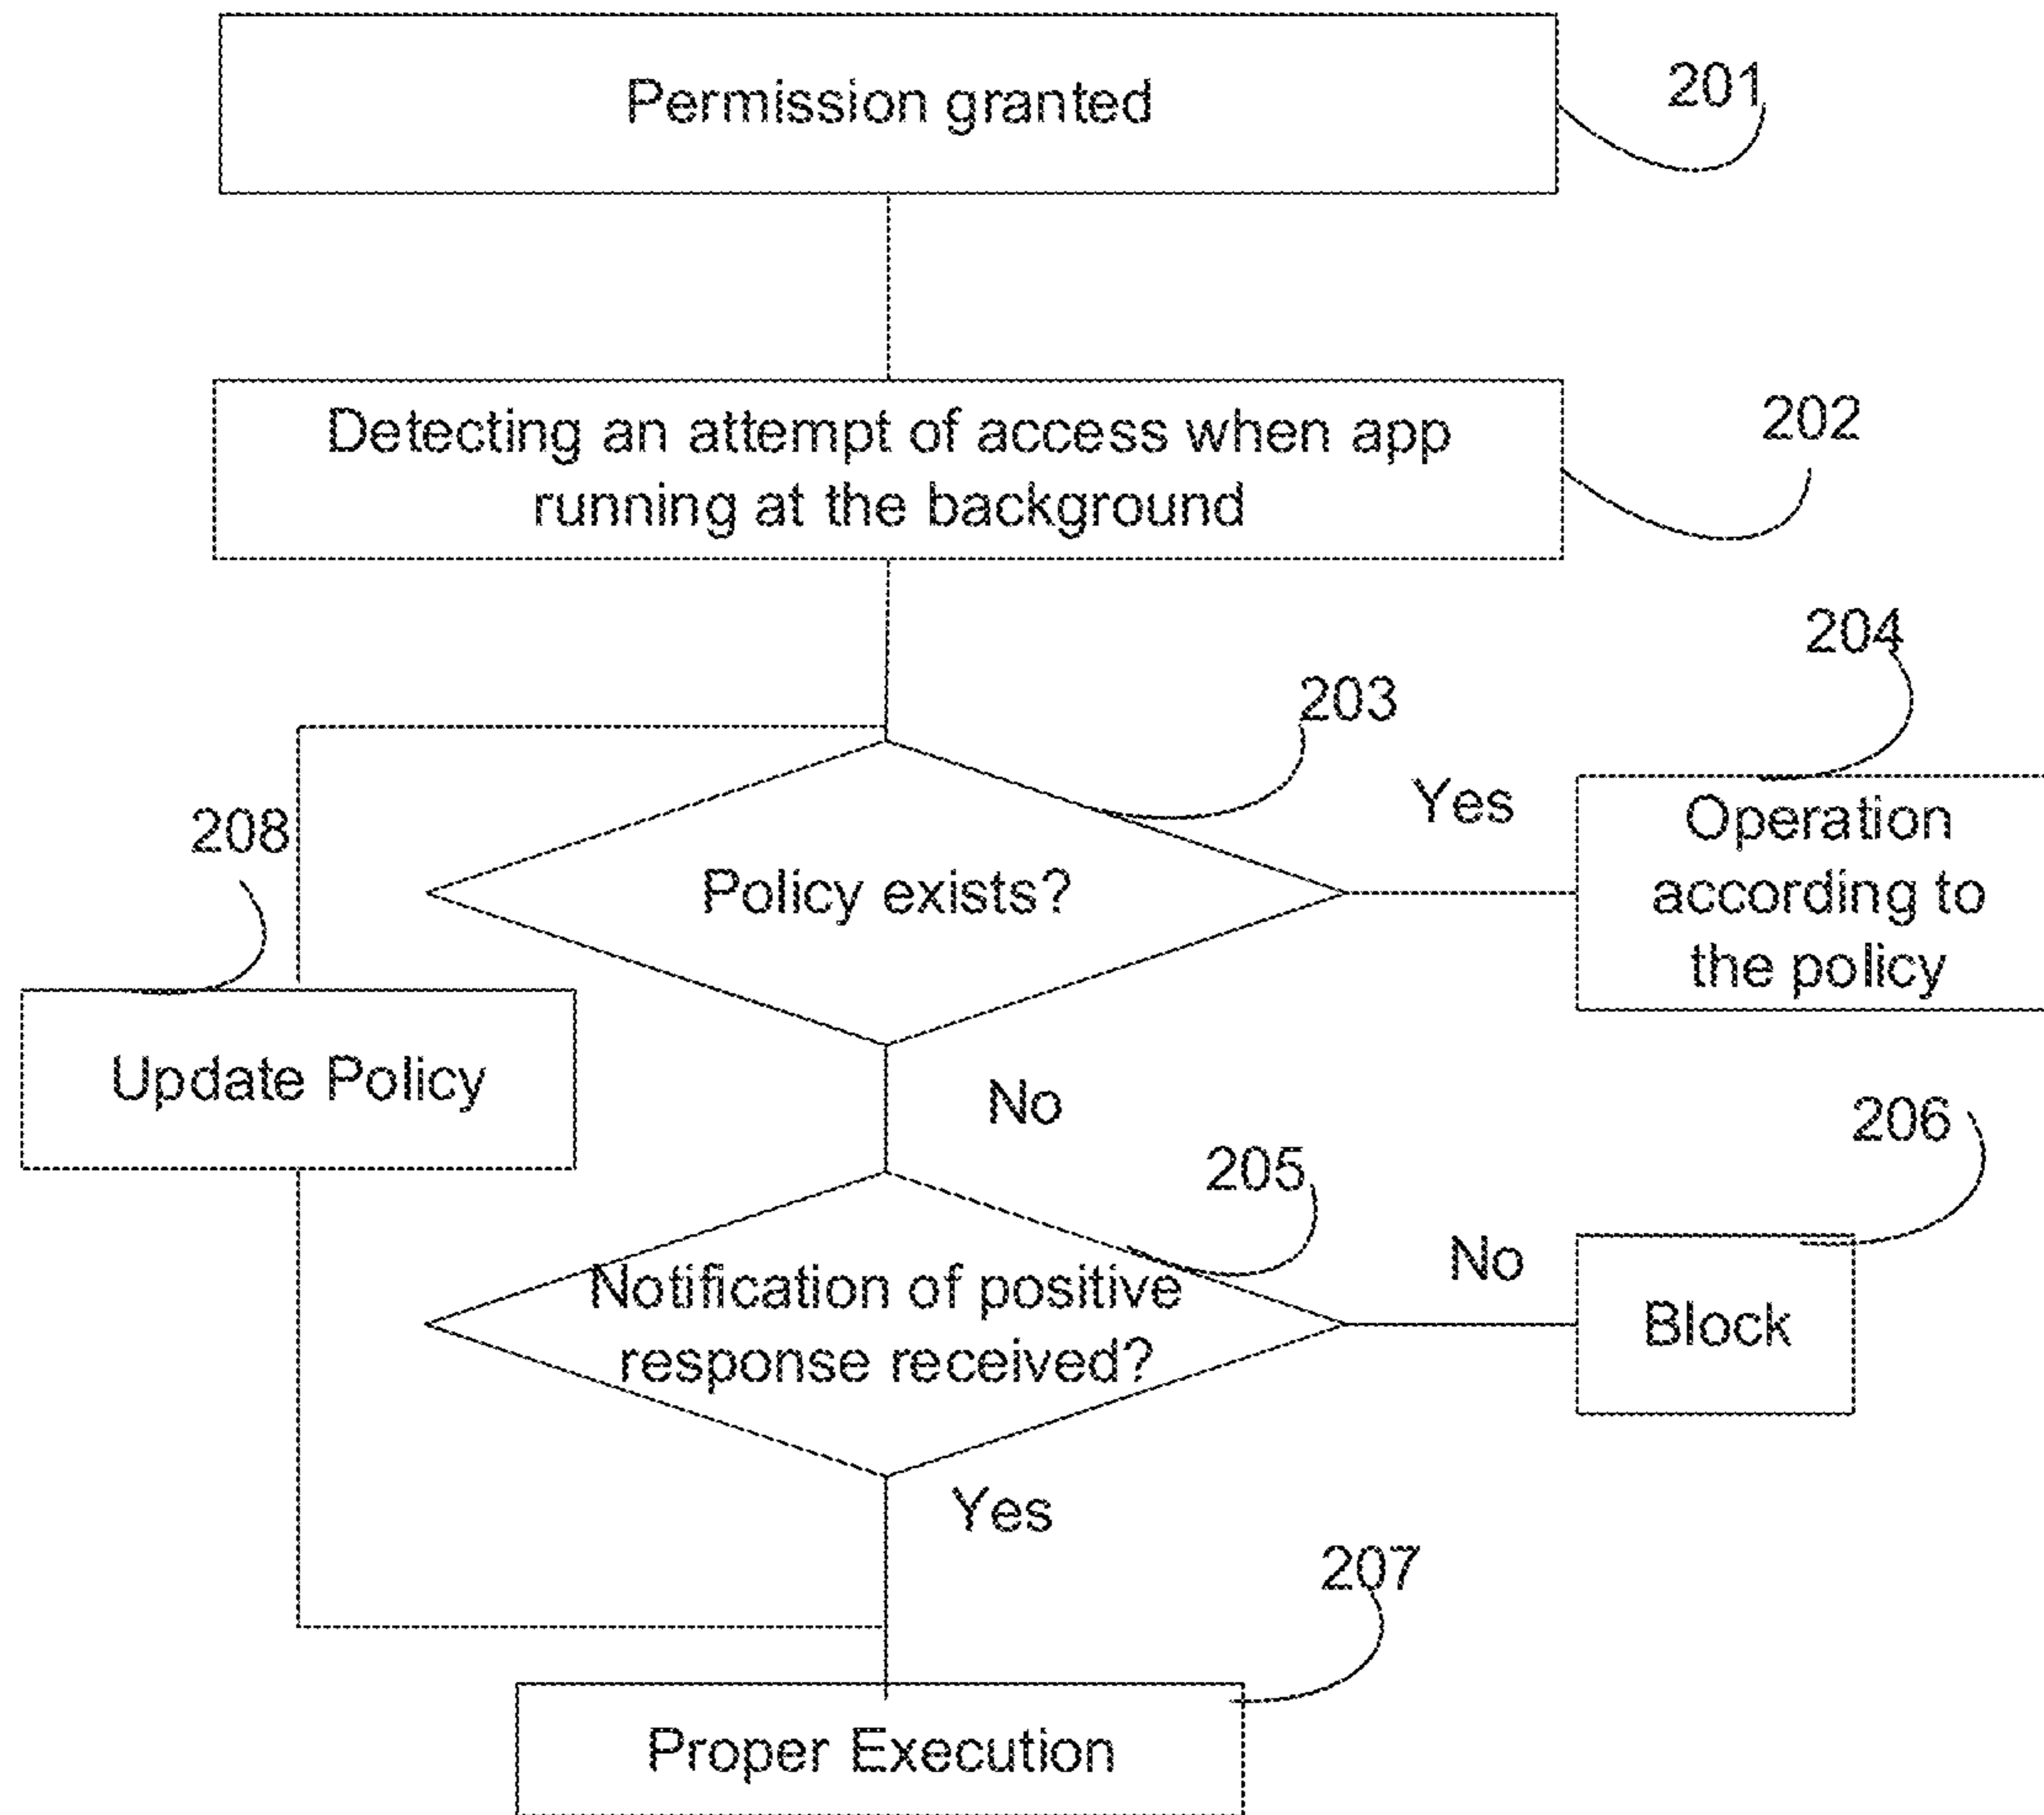 Permission granted
201
Detecting an attempt of access when app
running at the background
202
203
204
Yes
Operation
according to
the policy
Policy exists?
208
Update Policy
No
205
206
No
Notification of positive
response received?
Block
Yes
207
Proper Execution